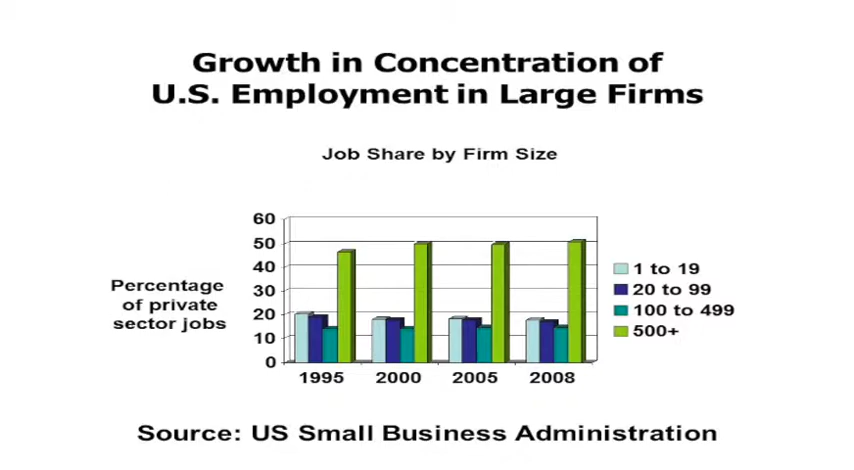 Growth in Concentration of
U.S. Employment in Large Firms
Job Share by Firm Size
Percentage
of private
sector jobs
60
50
40
30
20
10
0
1995
2000
2005
2008
1 to 19
20 to 99
100 to 499
500+
Source: US Small Business Administration